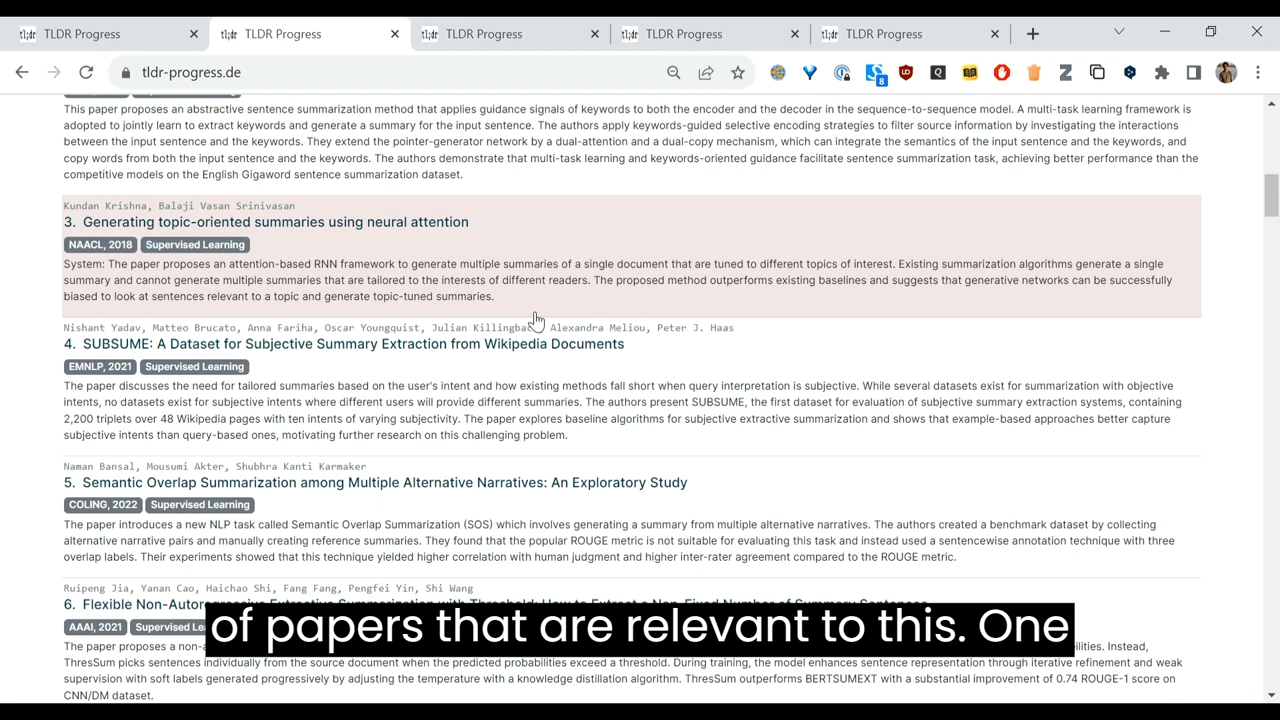 tl;dr TLDR Progress
tl;dr TLDR Progress
tl;dr TLDR Progress
tl;dr TLDR Progress
tl;dr TLDR Progress
tldr-progress.de
8
This paper proposes an abstractive sentence summarization method that applies guidance signals of keywords to both the encoder and the decoder in the sequence-to-sequence model. A multi-task learning framework is
adopted to jointly learn to extract keywords and generate a summary for the input sentence. The authors apply keywords-guided selective encoding strategies to filter source information by investigating the interactions
between the input sentence and the keywords. They extend the pointer-generator network by a dual-attention and a dual-copy mechanism, which can integrate the semantics of the input sentence and the keywords, and
copy words from both the input sentence and the keywords. The authors demonstrate that multi-task learning and keywords-oriented guidance facilitate sentence summarization task, achieving better performance than the
competitive models on the English Gigaword sentence summarization dataset.
Kundan Krishna, Balaji Vasan Srinivasan
3. Generating topic-oriented summaries using neural attention
NAACL, 2018 Supervised Learning
System: The paper proposes an attention-based RNN framework to generate multiple summaries of a single document that are tuned to different topics of interest. Existing summarization algorithms generate a single
summary and cannot generate multiple summaries that are tailored to the interests of different readers. The proposed method outperforms existing baselines and suggests that generative networks can be successfully
biased to look at sentences relevant to a topic and generate topic-tuned summaries.
Nishant Yadav, Matteo Brucato, Anna Fariha, Oscar Youngquist, Julian Alexandra Meliou, Peter J. Haas
4. SUBSUME: A Dataset for Subjective Summary Extraction from Wikipedia Documents
EMNLP, 2021 Supervised Learning
The paper discusses the need for tailored summaries based on the user's intent and how existing methods fall short when query interpretation is subjective. While several datasets exist for summarization with objective
intents, no datasets exist for subjective intents where different users will provide different summaries. The authors present SUBSUME, the first dataset for evaluation of subjective summary extraction systems, containing
2,200 triplets over 48 Wikipedia pages with ten intents of varying subjectivity. The paper explores baseline algorithms for subjective extractive summarization and shows that example-based approaches better capture
subjective intents than query-based ones, motivating further research on this challenging problem.
Naman Bansal, Mousumi Akter, Shubhra Kanti Karmaker
5. Semantic Overlap Summarization among Multiple Alternative Narratives: An Exploratory Study
COLING, 2022 Supervised Learning
The paper introduces a new NLP task called Semantic Overlap Summarization (SOS) which involves generating a summary from multiple alternative narratives. The authors created a benchmark dataset by collecting
alternative narrative pairs and manually creating reference summaries. They found that the popular ROUGE metric is not suitable for evaluating this task and instead used a sentencewise annotation technique with three
overlap labels. Their experiments showed that this technique yielded higher correlation with human judgment and higher inter-rater agreement compared to the ROUGE metric.
Ruipeng Jia, Yanan Cao, Haichao Shi, Fang Fang, Pengfei Yin, Shi Wang
6. Flexible
AAAI, 2021
of papers that are relevant to this. One
The paper proposes a Instead,
ThresSum picks sentences individually from the source document when the predicted probabilities exceed a threshold. During training, the model enhances sentence representation through iterative refinement and weak
supervision with soft labels generated progressively by adjusting the temperature with a knowledge distillation algorithm. ThresSum outperforms BERTSUMEXT with a substantial improvement of 0.74 ROUGE-1 score on
CNN/DM dataset.